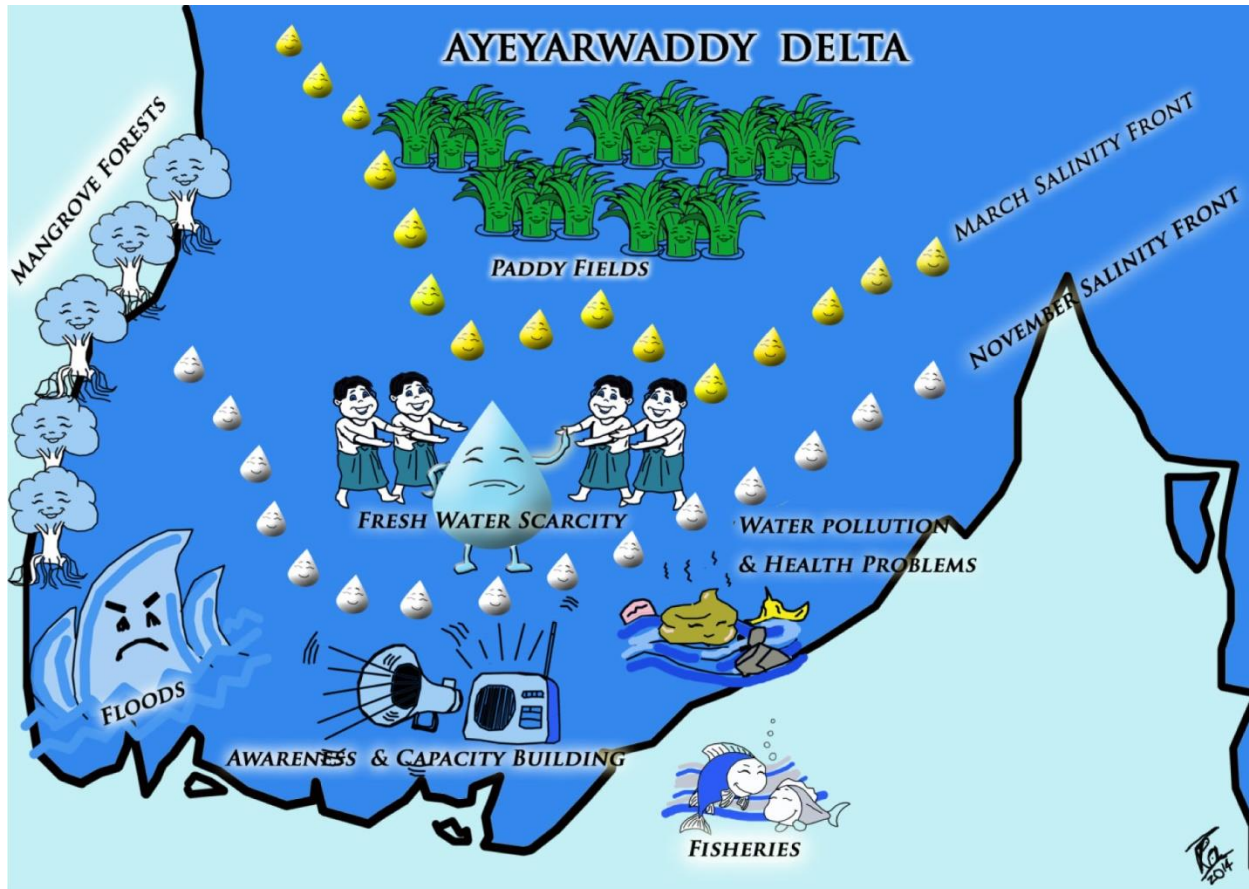 AYEYARWADDY DELTA
MANGROVE FORESTS
MARCH SALINITY FRONT
NOVEMBER SALINITY FRONT
PADDY FIELDS
FRESH WATER SCARCITY
WATER POLLUTION
& HEALTH PROBLEMS
FLOODS
AWARENESS & CAPACITY BUILDING
FISHERIES
2014